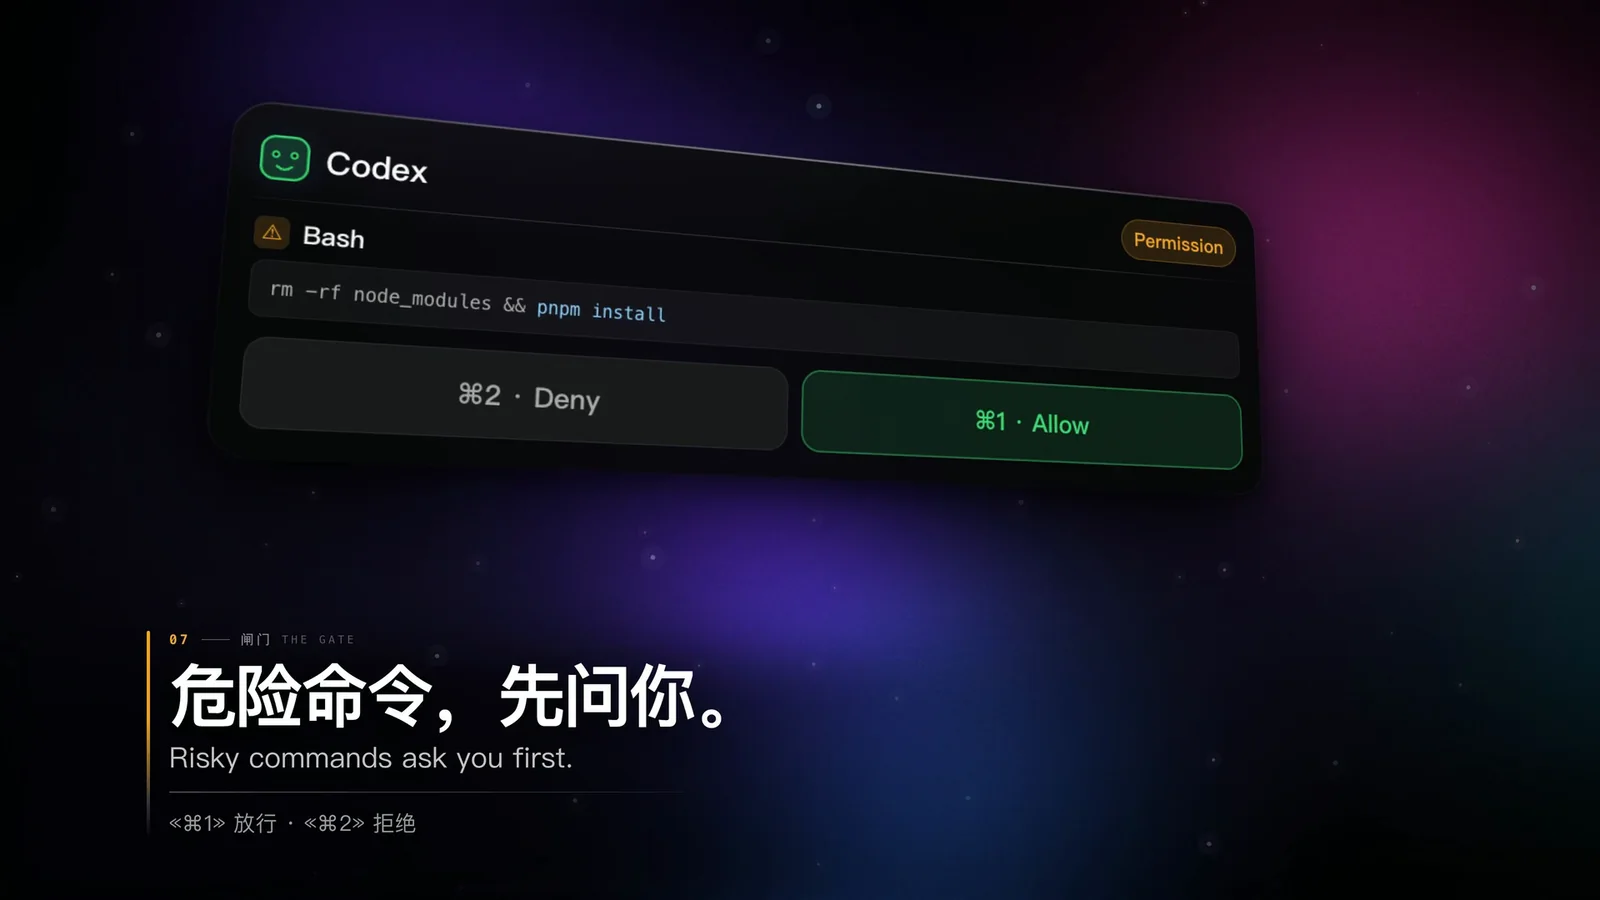 Codex
Permission
Bash
rm -rf node_modules && pnpm install
⌘2 · Deny
⌘1 · Allow
07 — 闸门 THE GATE
危险命令，先问你。
Risky commands ask you first.
«⌘1» 放行 · «⌘2» 拒绝